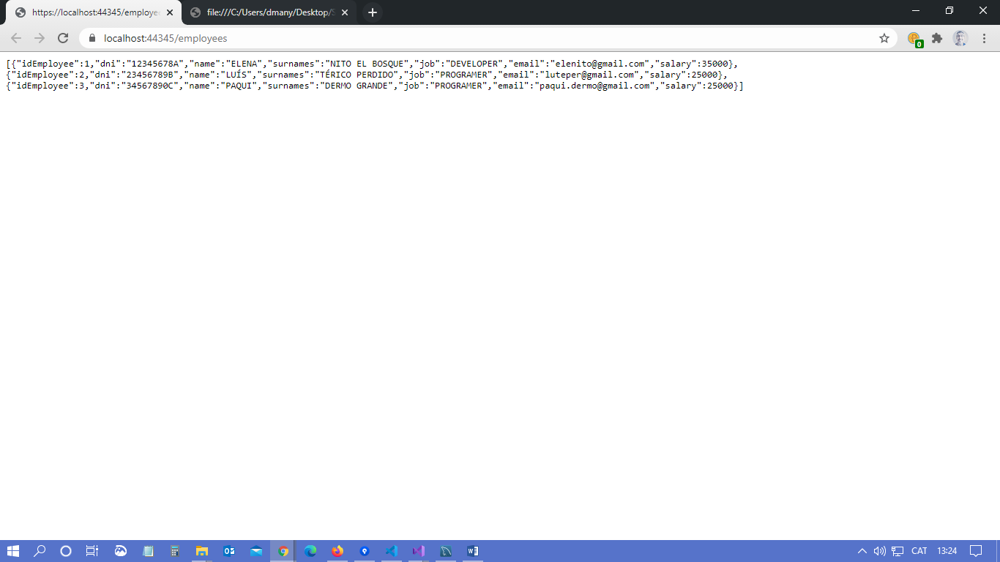 https://localhost:44345/employe
file:///C:/Users/dmany/Desktop/S
localhost:44345/employees
0
[{"idEmployee":1,"dni":"12345678A","name":"ELENA","surnames":"NITO EL BOSQUE","job":"DEVELOPER","email":"elenito@gmail.com","salary":35000},
{"idEmployee":2,"dni":"23456789B","name":"LUÍS","surnames":"TÉRICO PERDIDO","job":"PROGRAMER","email":"luteper@gmail.com","salary":25000},
{"idEmployee":3,"dni":"34567890C","name":"PAQUI","surnames":"DERMO GRANDE","job":"PROGRAMER","email":"paqui.dermo@gmail.com","salary":25000}]
CAT
13:24